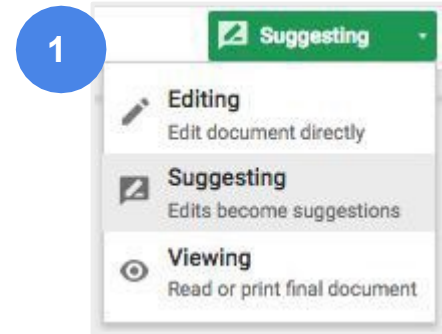 1
Suggesting
Editing
Edit document directly
Suggesting
Edits become suggestions
Viewing
Read or print final document